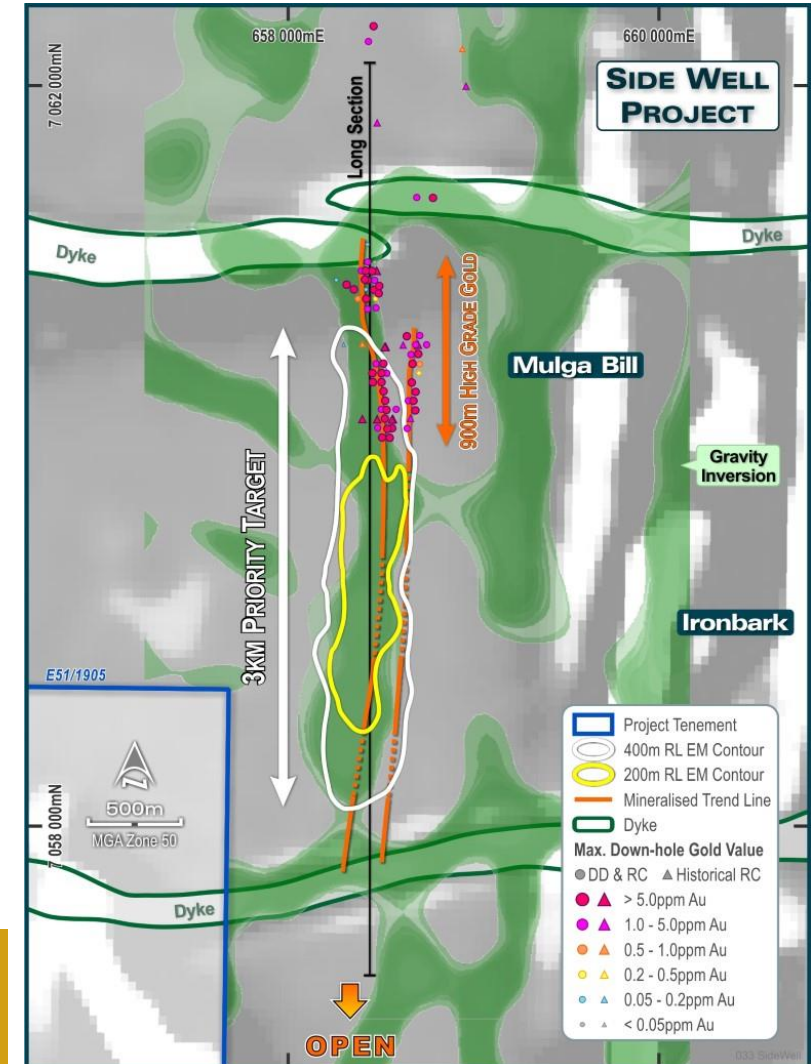 658 000mE
660 000mE
7 062 000mN
Long Section
SIDE WELL
PROJECT
Dyke
Dyke
900m HIGH GRADE GOLD
Mulga Bill
Gravity
Inversion
3KM PRIORITY TARGET
Ironbark
E51/1905
N
500m
MGA Zone 50
7 058 000mN
Dyke
OPEN
Project Tenement
400m RL EM Contour
200m RL EM Contour
Mineralised Trend Line
Dyke
Max. Down-hole Gold Value
DD & RC Historical RC
> 5.0ppm Au
1.0 - 5.0ppm Au
0.5 - 1.0ppm Au
0.2 - 0.5ppm Au
0.05 - 0.2ppm Au
< 0.05ppm Au
033 SideWell